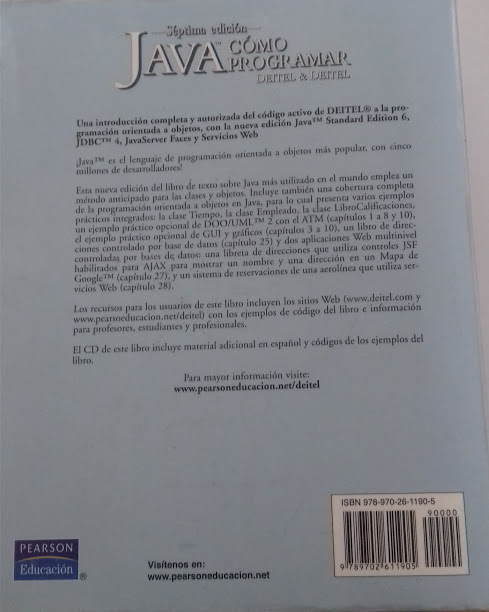 Séptima edición
JAVA™ CÓMO
PROGRAMAR
DEITEL & DEITEL
Una introducción completa y autorizada del código activo de DEITEL® a la pro-
gramación orientada a objetos, con la nueva edición Java™ Standard Edition 6,
JDBC™ 4, JavaServer Faces y Servicios Web
¡Java™ es el lenguaje de programación orientada a objetos más popular, con cinco
millones de desarrolladores!
Esta nueva edición del libro de texto sobre Java más utilizado en el mundo emplea un
método anticipado para las clases y objetos. Incluye también una cobertura completa
de la programación orientada a objetos en Java, para lo cual presenta varios ejemplos
prácticos integrados: la clase Tiempo, la clase Empleado, la clase LibroCalificaciones,
un ejemplo práctico opcional de DOO/UML™ 2 con el ATM (capítulos 1 a 8 y 10),
el ejemplo práctico opcional de GUI y gráficos (capítulos 3 a 10), un libro de direc-
ciones controlado por base de datos (capítulo 25) y dos aplicaciones Web multinivel
controladas por bases de datos: una libreta de direcciones que utiliza controles JSF
habilitados para AJAX para mostrar un nombre y una dirección en un Mapa de
Google™ (capítulo 27), y un sistema de reservaciones de una aerolínea que utiliza ser-
vicios Web (capítulo 28).
Los recursos para los usuarios de este libro incluyen los sitios Web (www.deitel.com y
www.pearsoneducacion.net/deitel) con los ejemplos de código del libro e información
para profesores, estudiantes y profesionales.
El CD de este libro incluye material adicional en español y códigos de los ejemplos del
libro.
Para mayor información visite:
www.pearsoneducacion.net/deitel
ISBN 978-970-26-1190-5
90000
9 789702 611905
PEARSON
Educación ®
Visítenos en:
www.pearsoneducacion.net